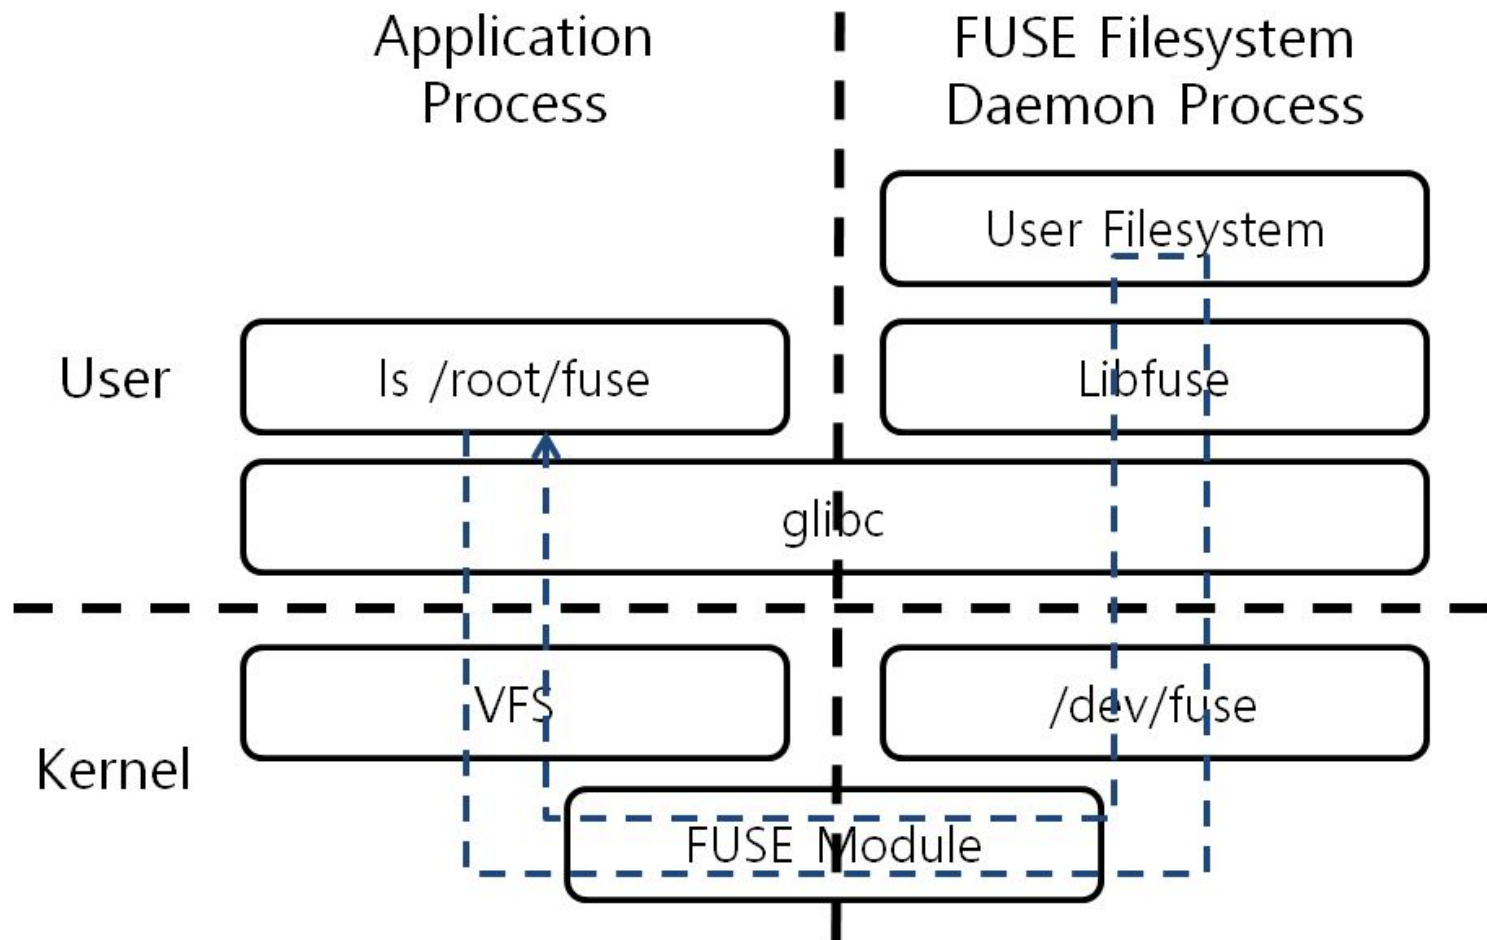 Application
Process
FUSE Filesystem
Daemon Process
User Filesystem
User
ls /root/fuse
Libfuse
glibc
Kernel
VFS
/dev/fuse
FUSE Module